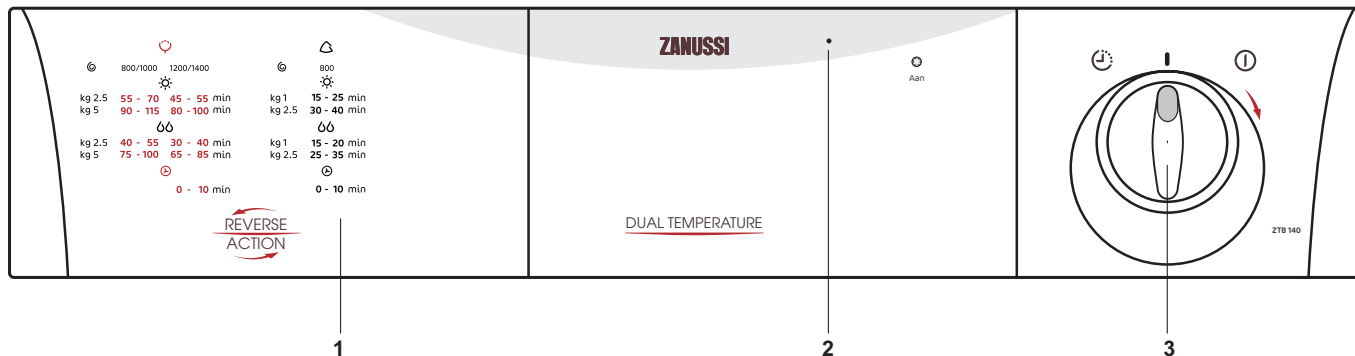 800/1000 1200/1400
kg 2.5 55 - 70 45 - 55 min
kg 5 90 - 115 80 - 100 min
kg 2.5 40 - 55 30 - 40 min
kg 5 75 - 100 65 - 85 min
0 - 10 min
800
kg 1 15 - 25 min
kg 2.5 30 - 40 min
kg 1 15 - 20 min
kg 2.5 25 - 35 min
0 - 10 min
REVERSE
ACTION
ZANUSSI
Aan
DUAL TEMPERATURE
ZTB 140
1
2
3